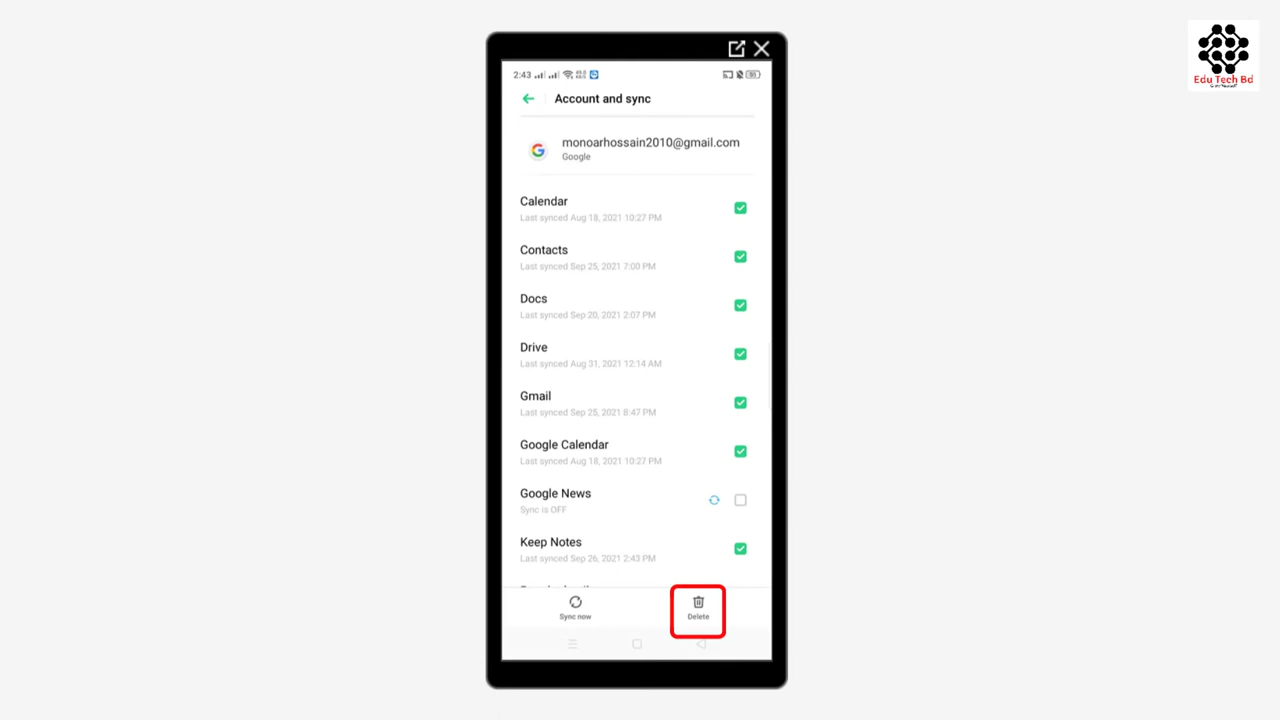 Edu Tech Bd
2:43
Account and sync
monoarhossain2010@gmail.com
Google
Calendar
Last synced Aug 18, 2021 10:27 PM
Contacts
Last synced Sep 25, 2021 7:00 PM
Docs
Last synced Sep 20, 2021 2:07 PM
Drive
Last synced Aug 31, 2021 12:14 AM
Gmail
Last synced Sep 25, 2021 8:47 PM
Google Calendar
Last synced Aug 18, 2021 10:27 PM
Google News
Sync is OFF
Keep Notes
Last synced Sep 26, 2021 2:43 PM
Sync now
Delete